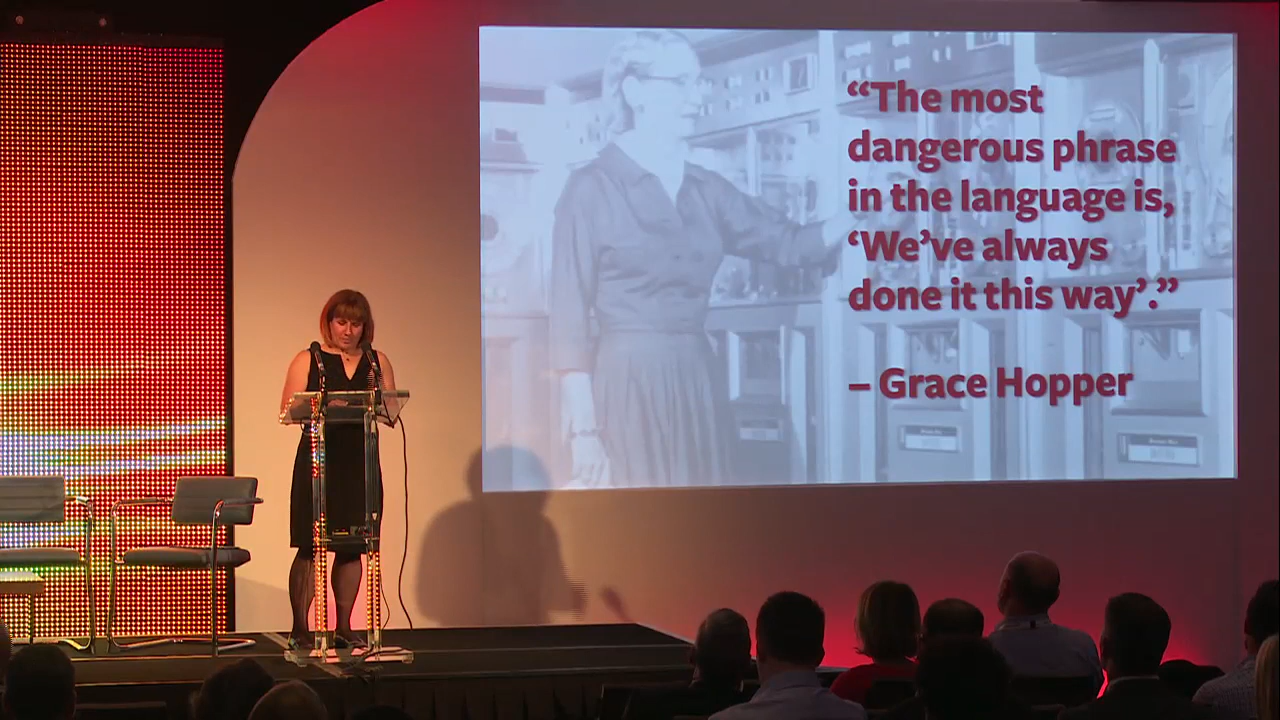 “The most
dangerous phrase
in the language is,
‘We’ve always
done it this way’.”
– Grace Hopper